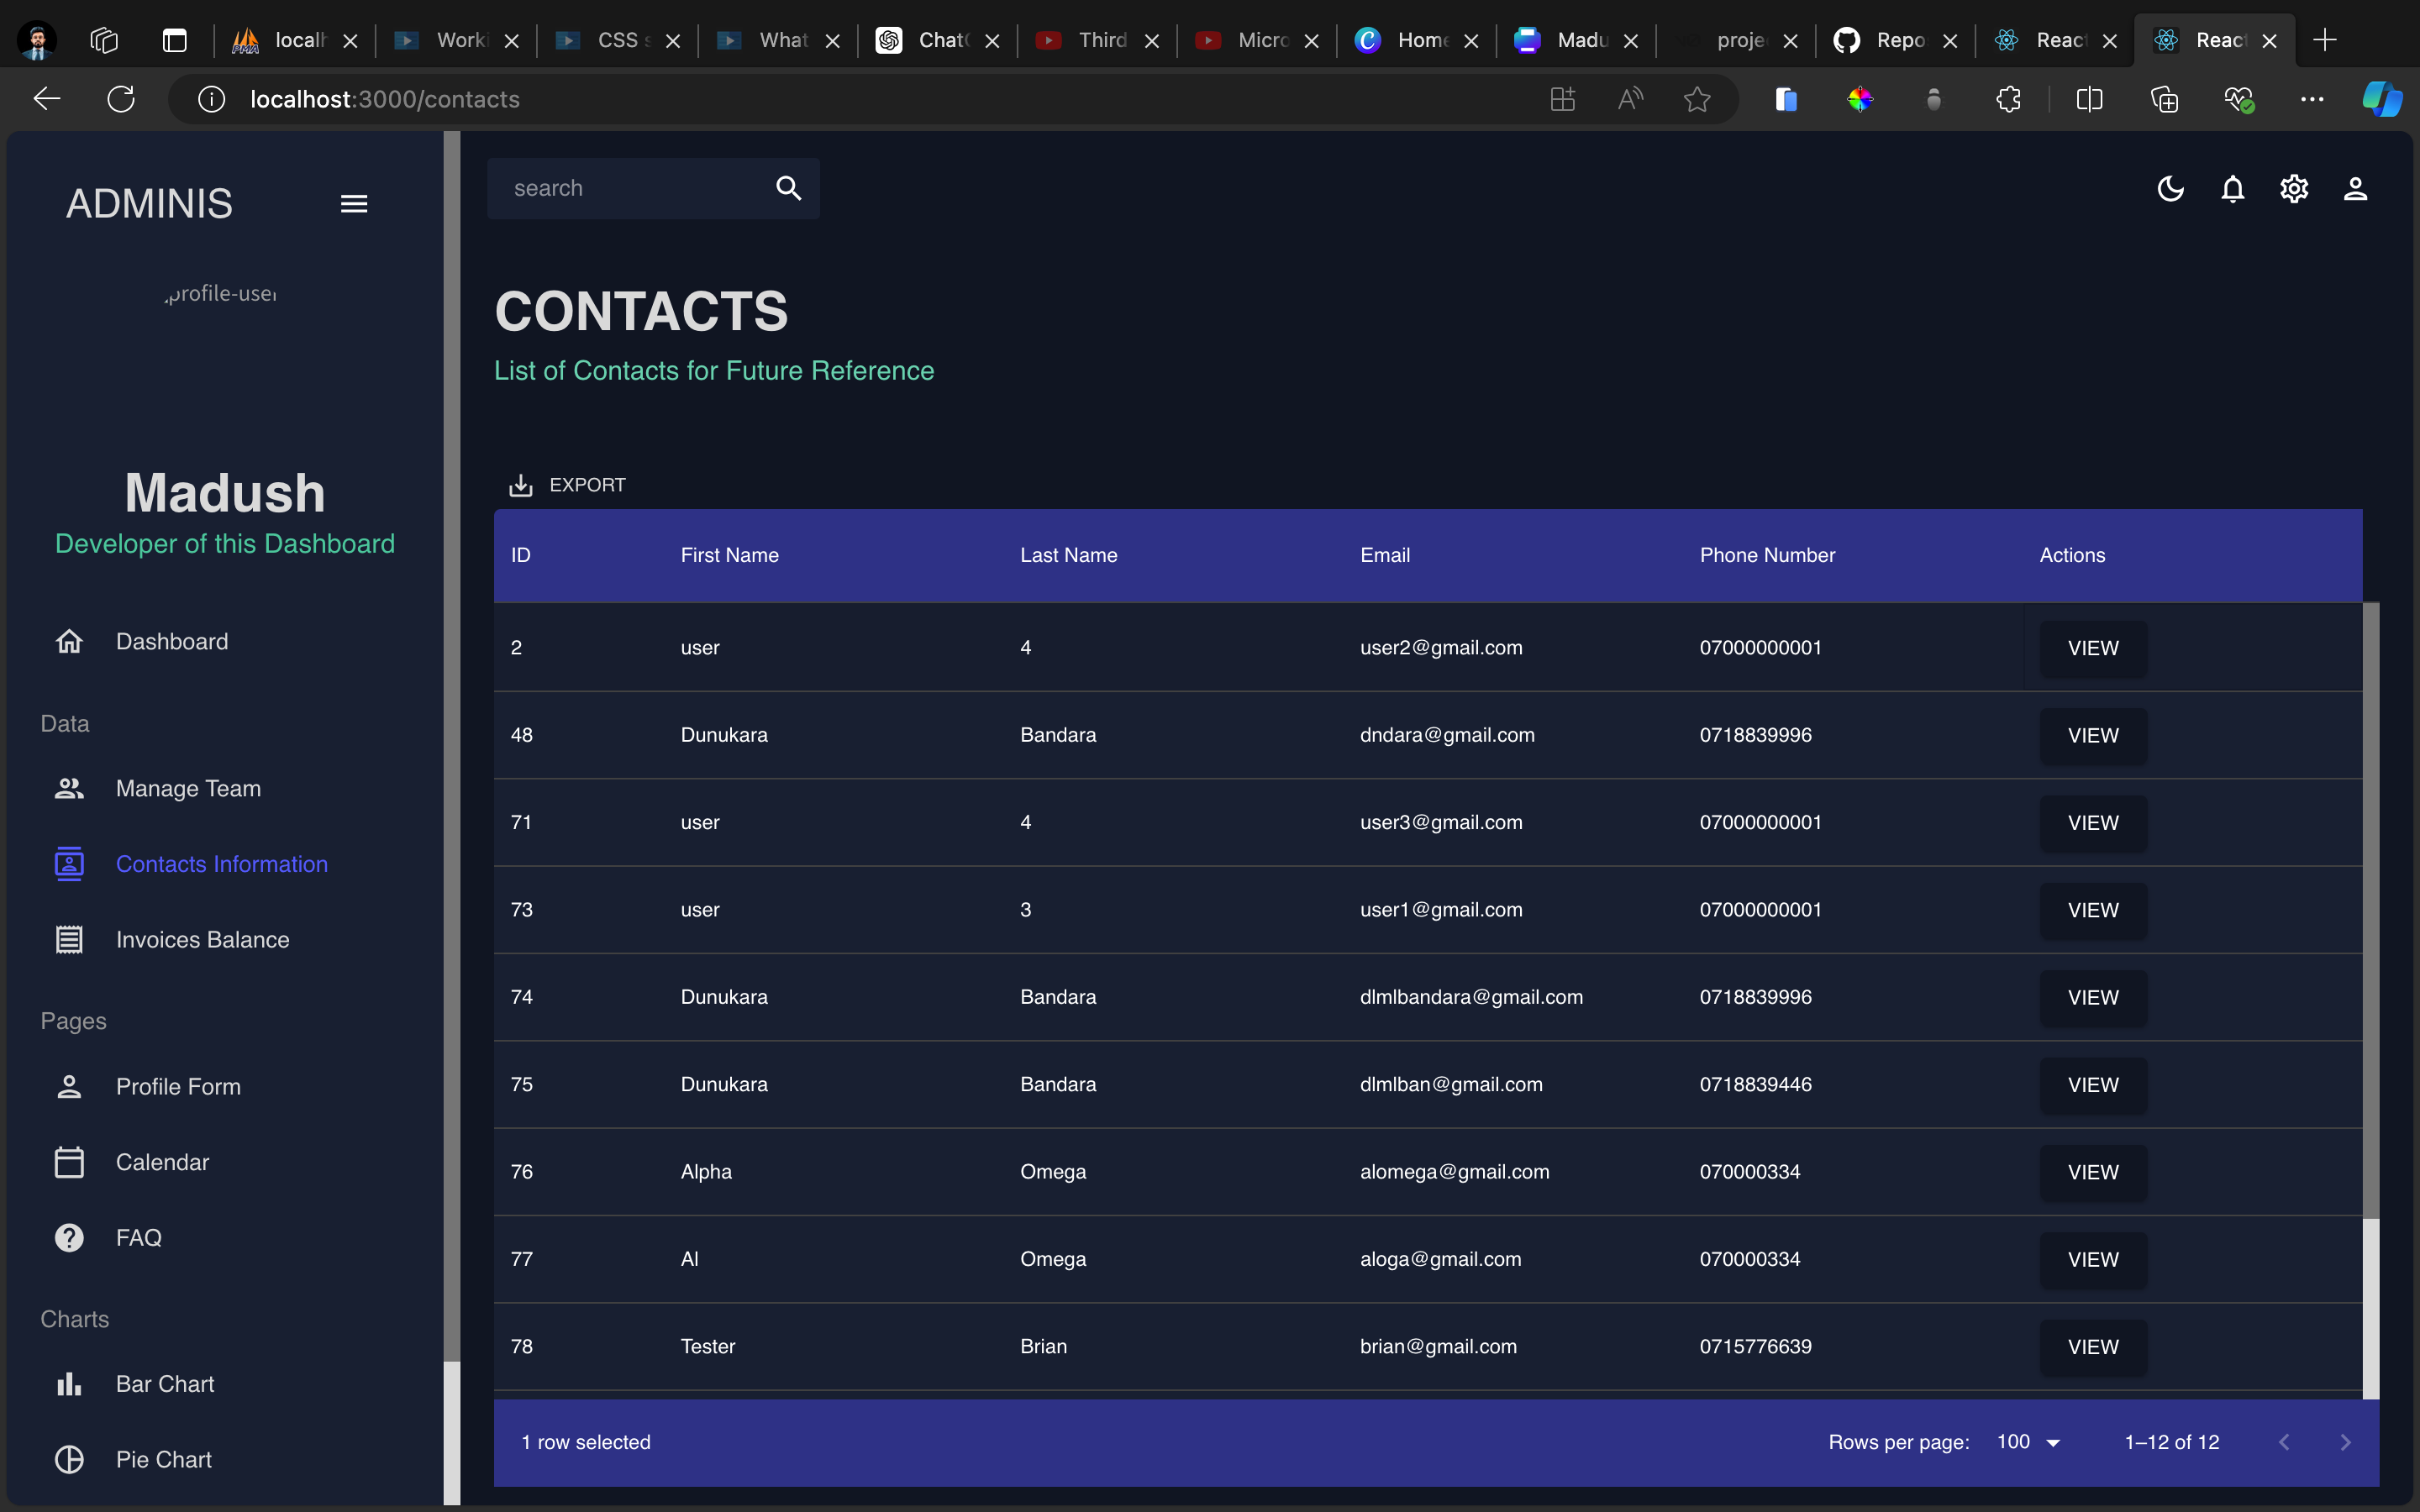 localh
Worki
CSS s
What
Chat
Third
Micro
Home
Madu
proje
Repo
React
React
localhost:3000/contacts
ADMINIS
search
profile-user
CONTACTS
List of Contacts for Future Reference
EXPORT
Madush
Developer of this Dashboard
Dashboard
Data
Manage Team
Contacts Information
Invoices Balance
Pages
Profile Form
Calendar
FAQ
Charts
Bar Chart
Pie Chart
ID First Name Last Name Email Phone Number Actions
2 user 4 user2@gmail.com 07000000001 VIEW
48 Dunukara Bandara dndara@gmail.com 0718839996 VIEW
71 user 4 user3@gmail.com 07000000001 VIEW
73 user 3 user1@gmail.com 07000000001 VIEW
74 Dunukara Bandara dlmlbandara@gmail.com 0718839996 VIEW
75 Dunukara Bandara dlmlban@gmail.com 0718839446 VIEW
76 Alpha Omega alomega@gmail.com 070000334 VIEW
77 Al Omega aloga@gmail.com 070000334 VIEW
78 Tester Brian brian@gmail.com 0715776639 VIEW
1 row selected Rows per page: 100 1–12 of 12